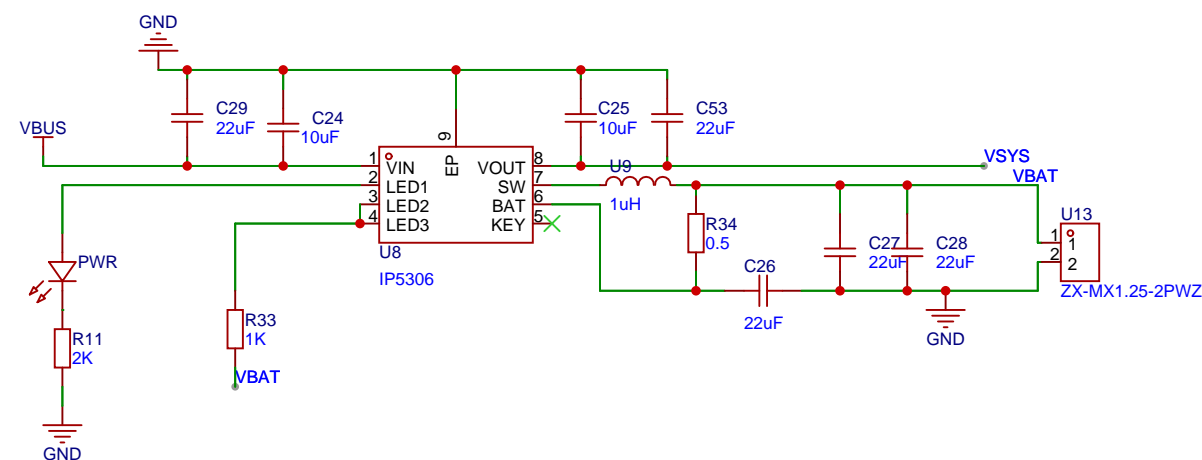 GND
C29
22uF
C24
10uF
C25
10uF
C53
22uF
VBUS
9
EP
1
VIN
VOUT
8
2
LED1
SW
7
3
LED2
BAT
6
4
LED3
KEY
5
U8
IP5306
U9
1uH
VSYS
VBAT
U13
1
1
2
2
ZX-MX1.25-2PWZ
R34
0.5
C27
22uF
C28
22uF
C26
22uF
GND
PWR
R11
2K
GND
R33
1K
VBAT